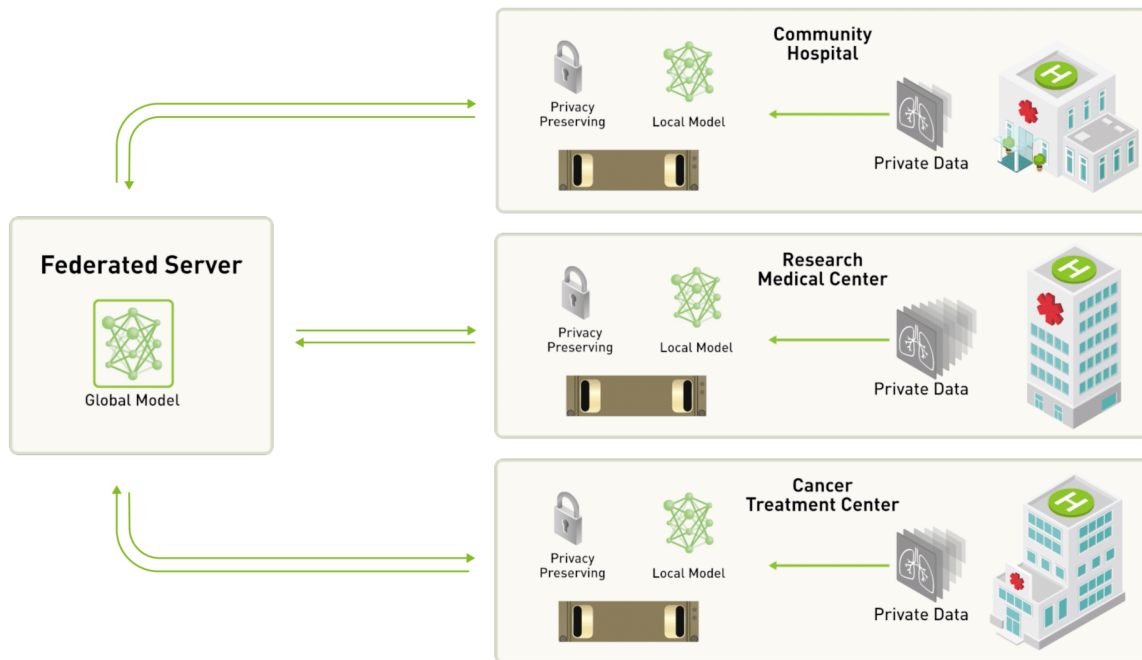 Community
Hospital
Privacy
Preserving
Local Model
Private Data
H
Federated Server
Global Model
Research
Medical Center
Privacy
Preserving
Local Model
Private Data
H
Cancer
Treatment Center
Privacy
Preserving
Local Model
Private Data
H